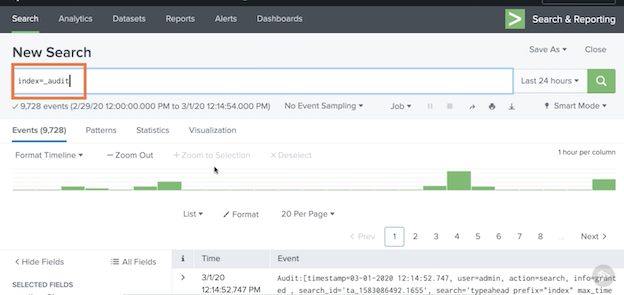 Search Analytics Datasets Reports Alerts Dashboards Search & Reporting
New Search Save As Close
index=_audit Last 24 hours
9,728 events (2/29/20 12:00:00.000 PM to 3/1/20 12:14:54.000 PM) No Event Sampling Job Smart Mode
Events (9,728) Patterns Statistics Visualization
Format Timeline — Zoom Out + Zoom to Selection × Deselect 1 hour per column
List Format 20 Per Page
< Prev 1 2 3 4 5 6 7 8 ... Next >
< Hide Fields All Fields i Time Event
SELECTED FIELDS > 3/1/20 Audit:[timestamp=03-01-2020 12:14:52.747, user=admin, action=search, info=gran
12:14:52.747 PM ted , search_id='ta_1583086492.1655', search='typeahead prefix="index" max_time